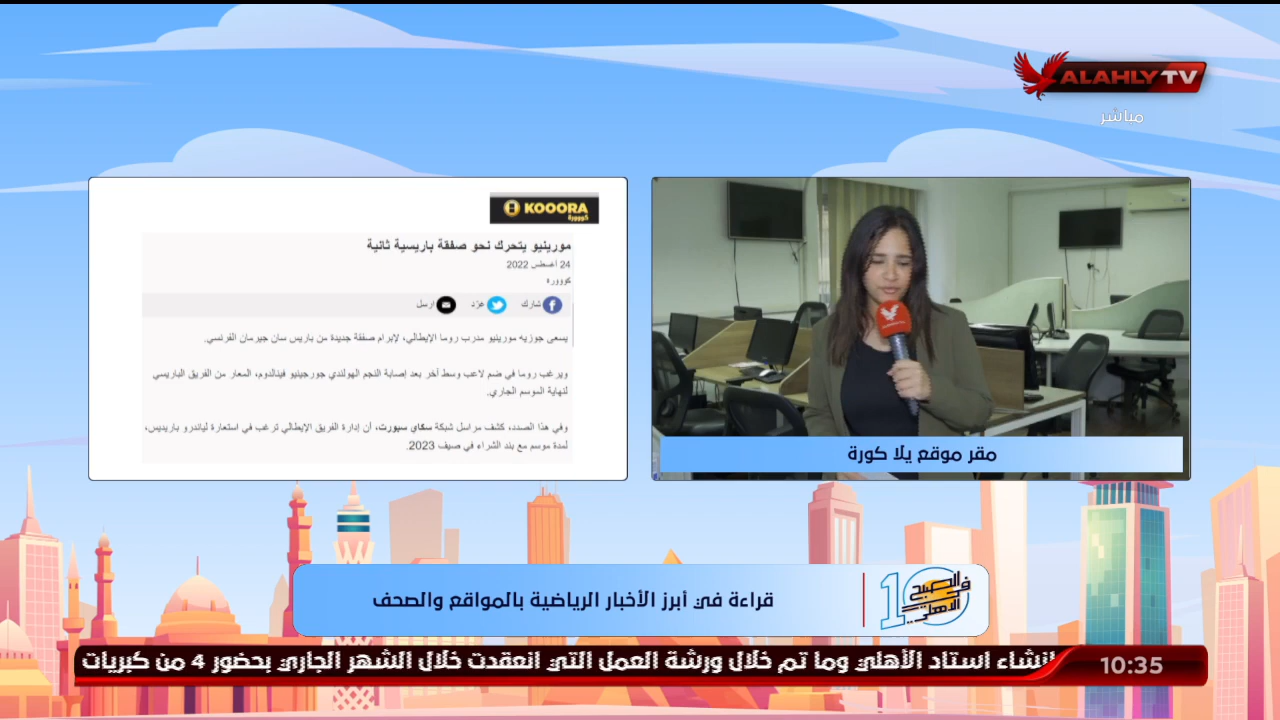 ALAHLY TV
مباشر
KOOORA
كووورة
مورينيو يتحرك نحو صفقة باريسية ثانية
24 أغسطس 2022
كووورة
شارك
غرّد
ارسل
يسعى جوزيه مورينيو مدرب روما الإيطالي، لإبرام صفقة جديدة من باريس سان جيرمان الفرنسي.
ويرغب روما في ضم لاعب وسط آخر بعد إصابة النجم الهولندي جورجينيو فينالدوم، المعار من الفريق الباريسي
لنهاية الموسم الجاري.
وفي هذا الصدد، كشف مراسل شبكة سكاي سبورت، أن إدارة الفريق الإيطالي ترغب في استعارة لياندرو باريديس،
لمدة موسم مع بند الشراء في صيف 2023.
مقر موقع يلا كورة
10 الصبح في الأهلي
قراءة في أبرز الأخبار الرياضية بالمواقع والصحف
10:35
إنشاء استاد الأهلي وما تم خلال ورشة العمل التي انعقدت خلال الشهر الجاري بحضور 4 من كبريات